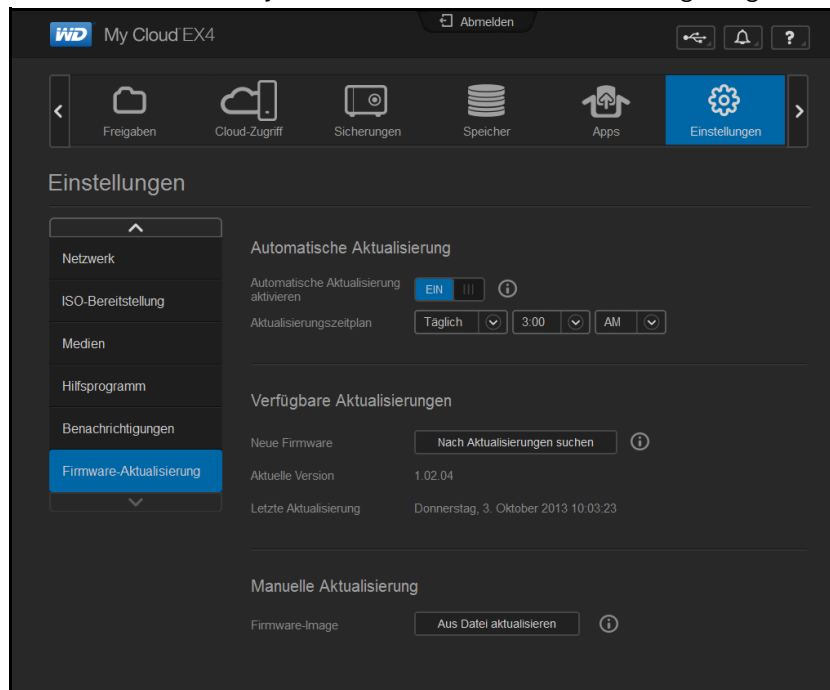 WD My Cloud EX4
Abmelden
?
Freigaben
Cloud-Zugriff
Sicherungen
Speicher
Apps
Einstellungen
Einstellungen
Netzwerk
ISO-Bereitstellung
Medien
Hilfsprogramm
Benachrichtigungen
Firmware-Aktualisierung
Automatische Aktualisierung
Automatische Aktualisierung
aktivieren
EIN
Aktualisierungszeitplan
Täglich
3:00
AM
Verfügbare Aktualisierungen
Neue Firmware
Nach Aktualisierungen suchen
Aktuelle Version
1.02.04
Letzte Aktualisierung
Donnerstag, 3. Oktober 2013 10:03:23
Manuelle Aktualisierung
Firmware-Image
Aus Datei aktualisieren